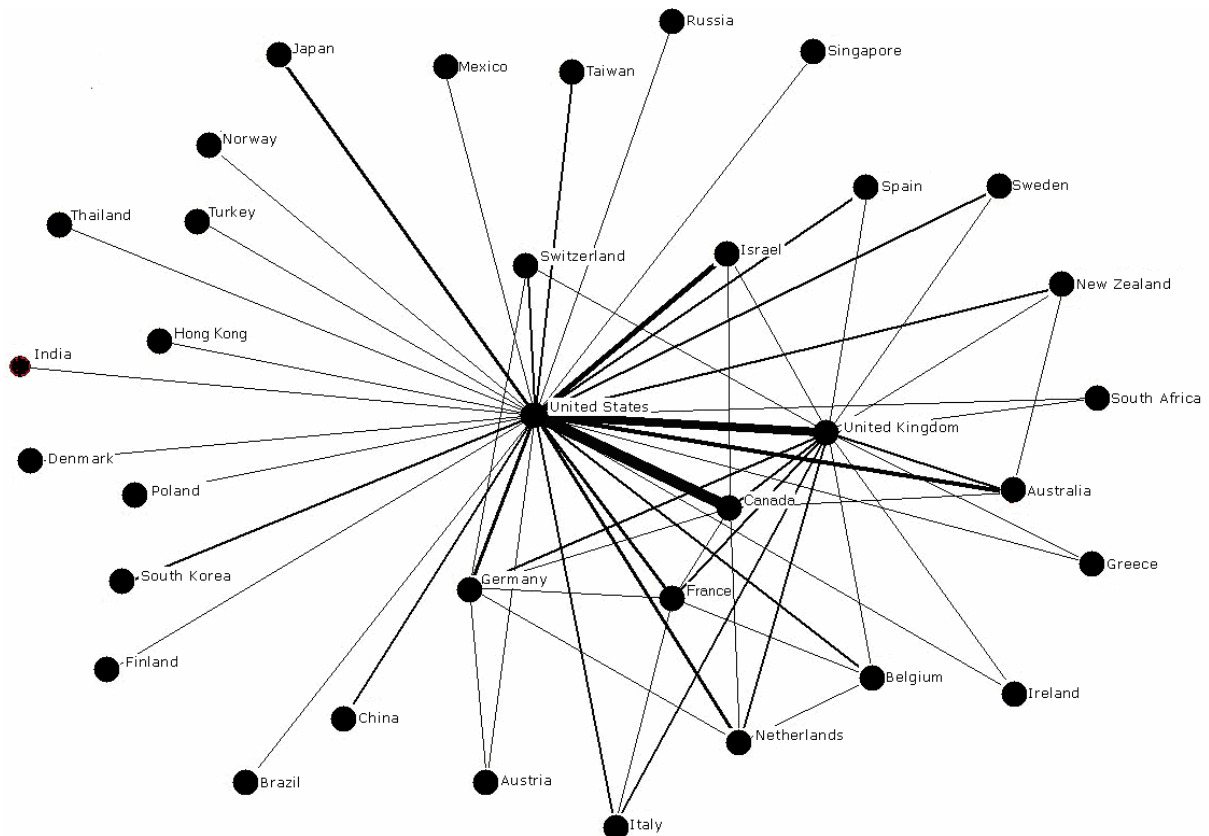 Russia
Japan
Singapore
Mexico
Taiwan
Norway
Spain
Sweden
Thailand
Turkey
Switzerland
Israel
New Zealand
Hong Kong
India
United States
South Africa
United Kingdom
Denmark
Poland
Canada
Australia
South Korea
Germany
France
Greece
Finland
Belgium
Ireland
China
Netherlands
Brazil
Austria
Italy